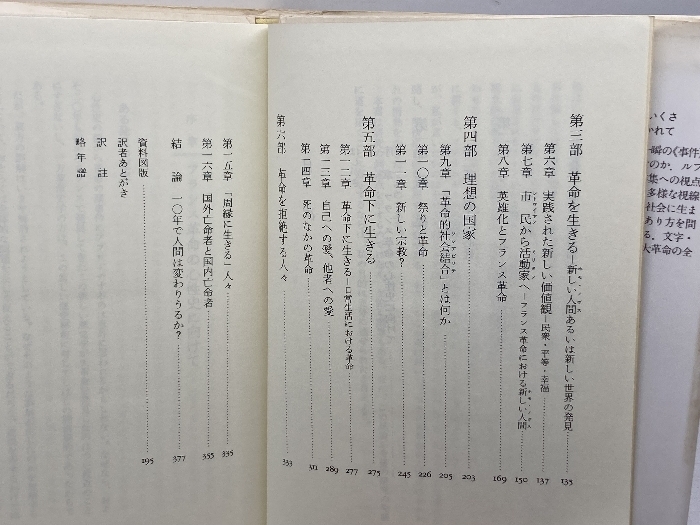 第三部　革命を生きる―新しい人間あるいは新しい世界の発見………135
第六章　実践された新しい価値観―民衆・平等・幸福………137
第七章　市民から活動家へ―フランス革命における新しい人間………150
第八章　英雄化とフランス革命………169
第四部　理想の国家………203
第九章　「革命的社会結合」とは何か………205
第一〇章　祭りと革命………226
第一一章　新しい宗教？………245
第五部　革命下に生きる………275
第一二章　革命下に生きる―日常生活における革命………277
第一三章　自己への愛、他者への愛………289
第一四章　死のなかの革命………311
第六部　革命を拒絶する人々………333
第一五章　「周縁に生きる」人々………335
第一六章　国外亡命者と国内亡命者………355
結　論　一〇年で人間は変わりうるか？………377
資料図版………195
訳者あとがき
訳　註
略年譜
いくさ
かれて
一瞬の《事件》
のか。ルフ
集への視点
多様な視線
社会に生ま
あり方を問
る。文字・
大革命の全